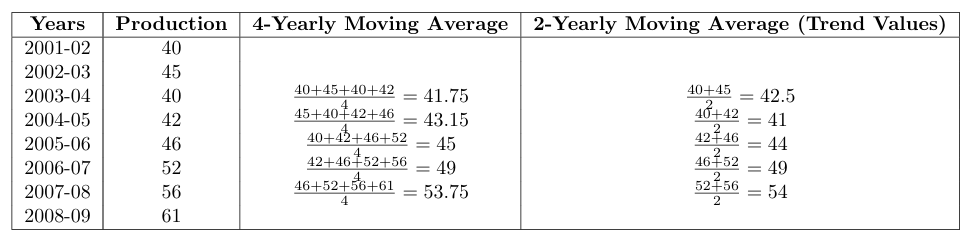 Years Production 4-Yearly Moving Average 2-Yearly Moving Average (Trend Values)
2001-02 40
2002-03 45
2003-04 40 40+45+40+42/4 = 41.75 40+45/2 = 42.5
2004-05 42 45+40+42+46/4 = 43.15 40+42/2 = 41
2005-06 46 40+42+46+52/4 = 45 42+46/2 = 44
2006-07 52 42+46+52+56/4 = 49 46+52/2 = 49
2007-08 56 46+52+56+61/4 = 53.75 52+56/2 = 54
2008-09 61